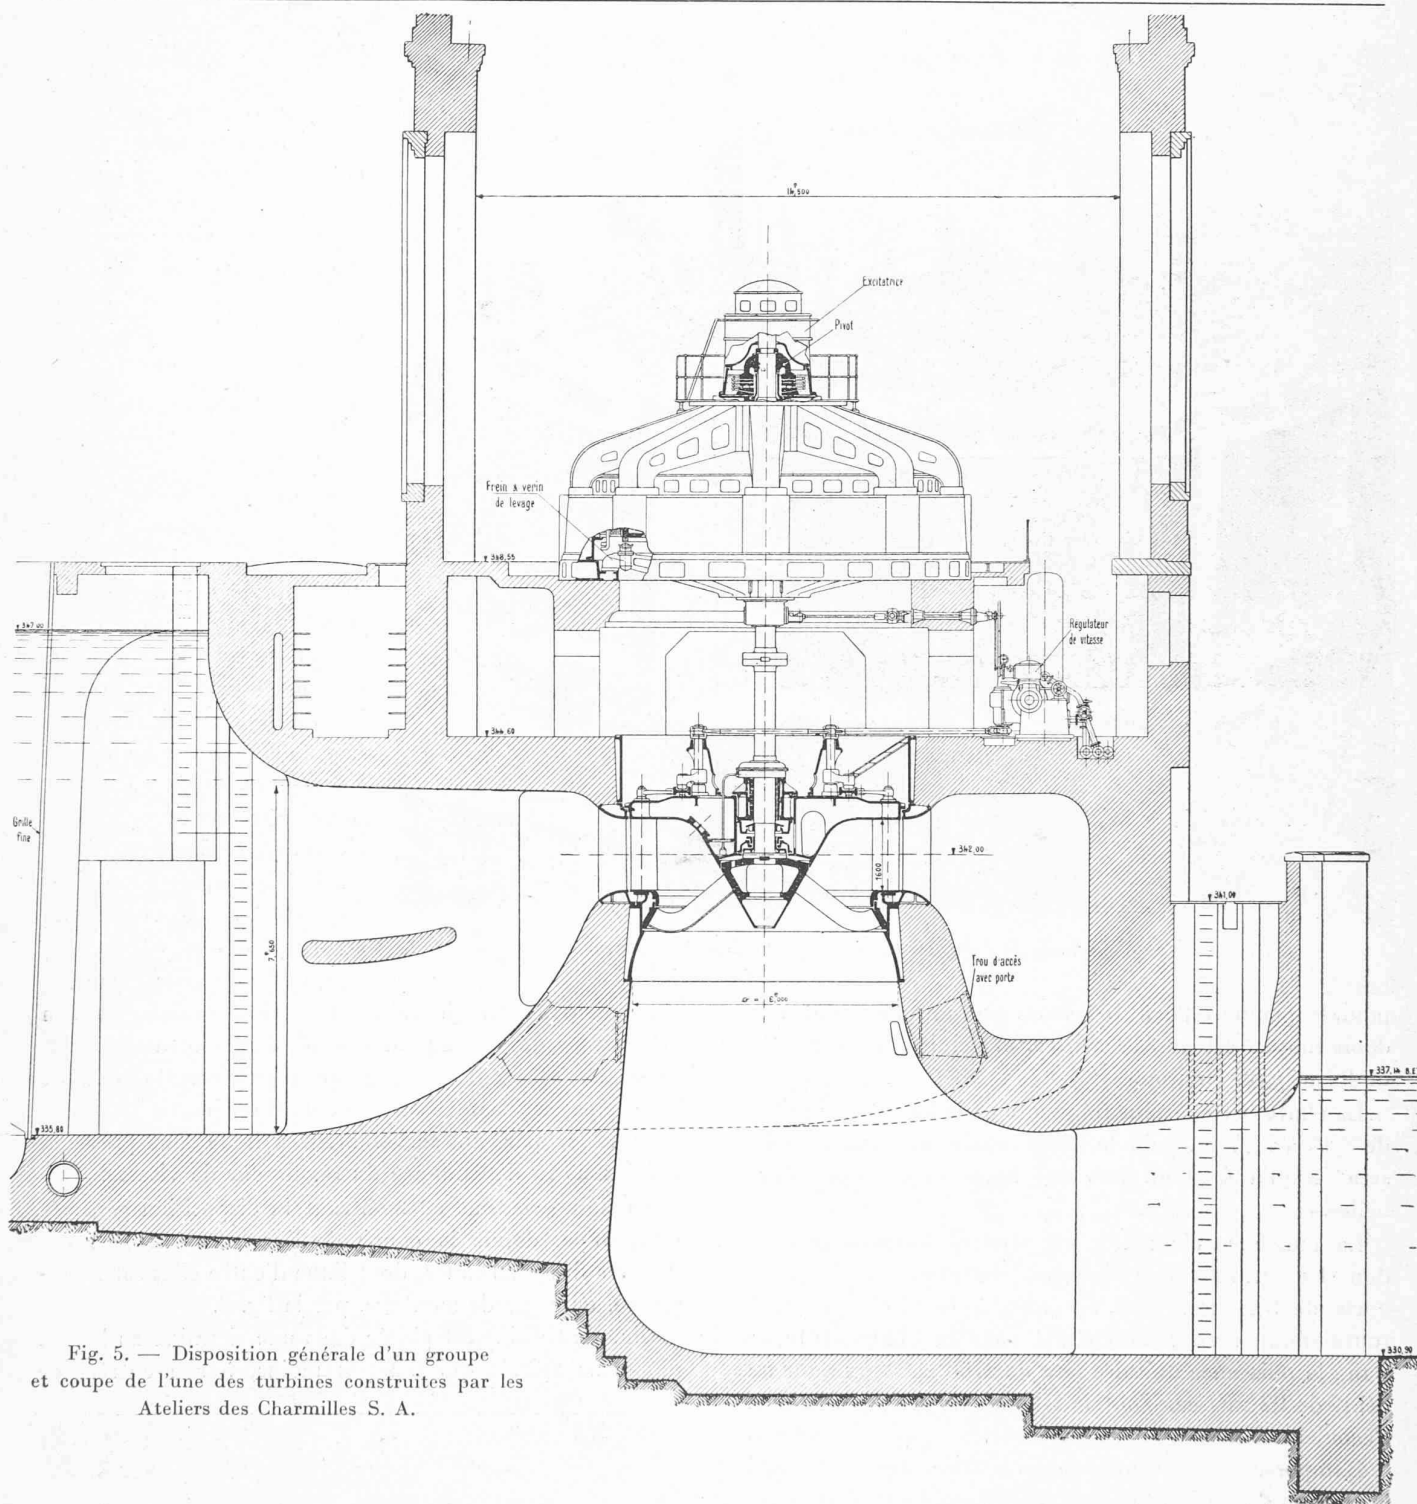 14,500
Excitatrice
Pivot
Frein à vérin
de levage
348,55
347,00
Régulateur
de vitesse
344,60
Grille
fine
342,00
1600
341,00
7,650
Trou d'accès
avec porte
337,14 B.E
335,80
330,90
Fig. 5. — Disposition générale d'un groupe
et coupe de l'une des turbines construites par les
Ateliers des Charmilles S. A.